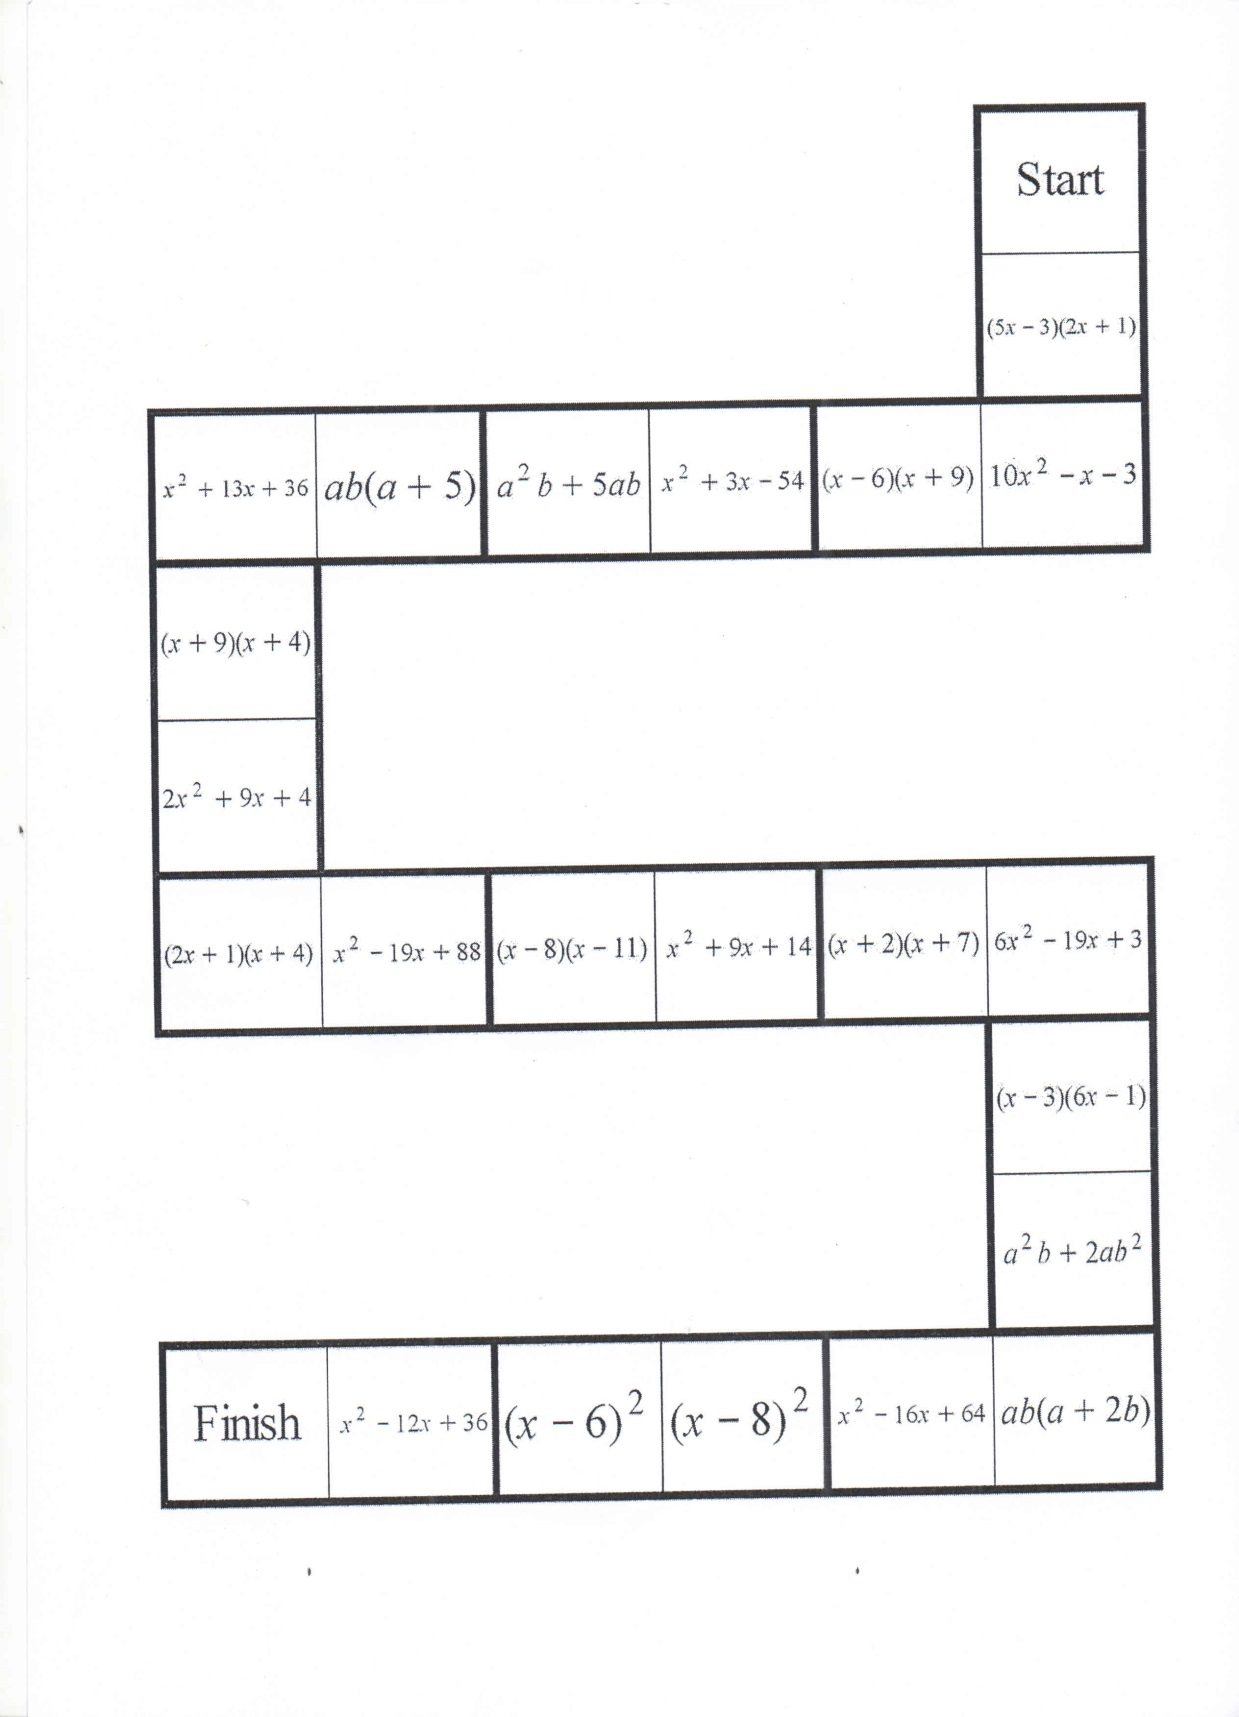 Start
(5x − 3)(2x + 1)
x² + 13x + 36 ab(a + 5) a²b + 5ab x² + 3x − 54 (x − 6)(x + 9) 10x² − x − 3
(x + 9)(x + 4)
2x² + 9x + 4
(2x + 1)(x + 4) x² − 19x + 88 (x − 8)(x − 11) x² + 9x + 14 (x + 2)(x + 7) 6x² − 19x + 3
(x − 3)(6x − 1)
a²b + 2ab²
Finish x² − 12x + 36 (x − 6)² (x − 8)² x² − 16x + 64 ab(a + 2b)